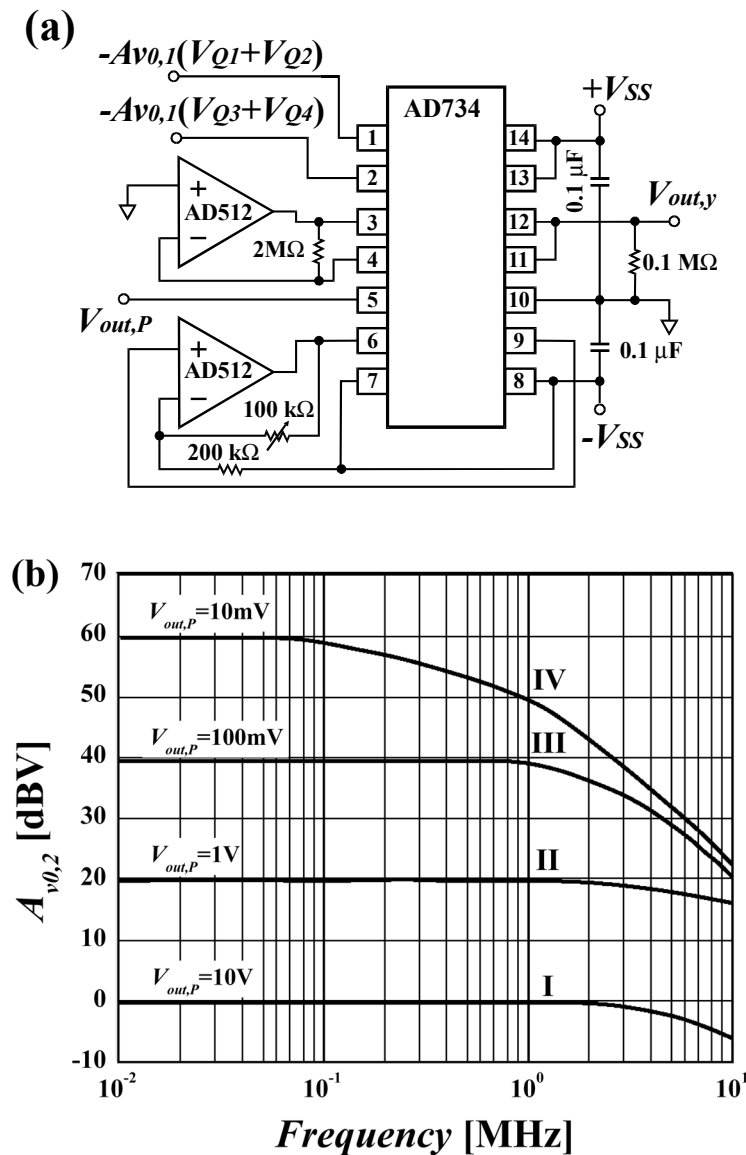 (a)
-Av0,1(VQ1+VQ2)
-Av0,1(VQ3+VQ4)
AD734
+VSS
1
2
3
4
5
6
7
14
13
12
11
10
9
8
+
AD512
−
2MΩ
Vout,P
+
AD512
−
100 kΩ
200 kΩ
0.1 μF
Vout,y
0.1 MΩ
0.1 μF
-VSS
(b)
70
60
50
40
30
20
10
0
-10
Av0,2 [dBV]
Vout,P=10mV
IV
Vout,P=100mV
III
Vout,P=1V
II
Vout,P=10V
I
10-2
10-1
100
101
Frequency [MHz]